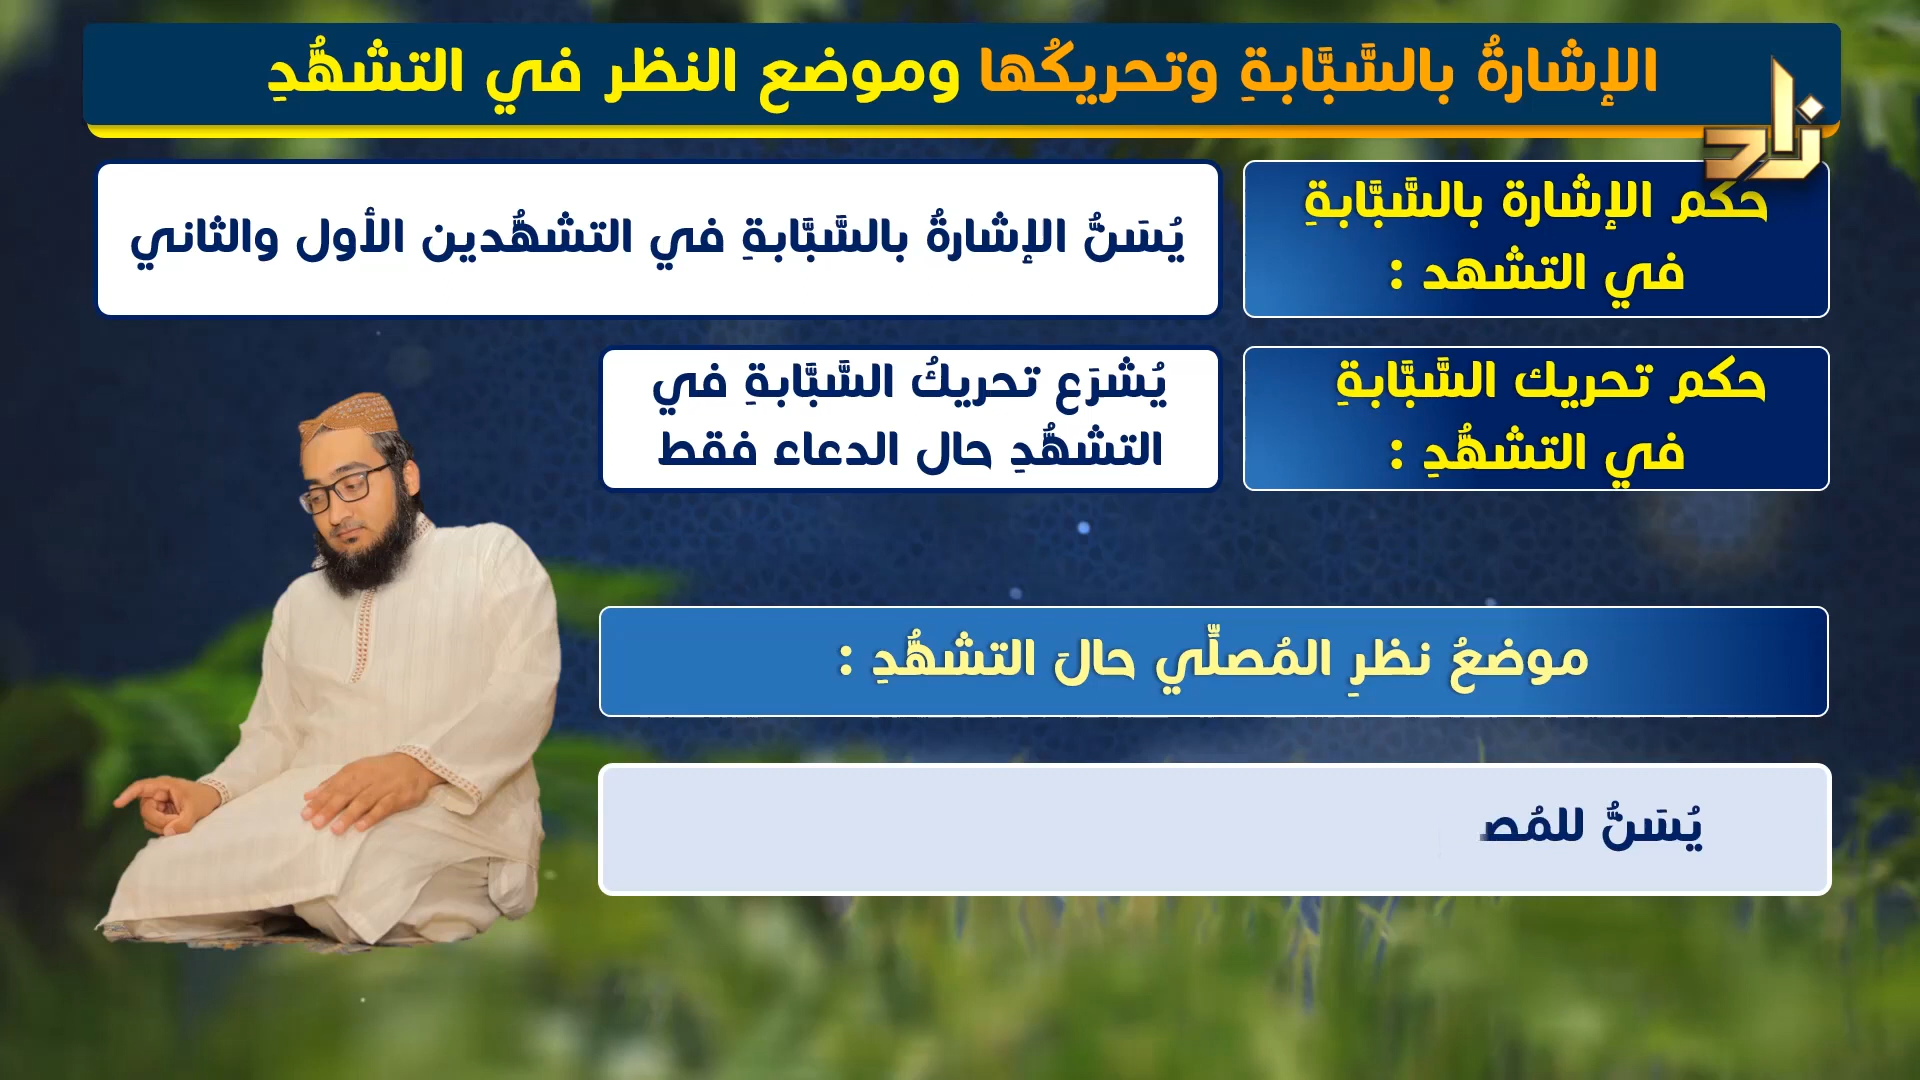 الإشارةُ بالسَّبَّابةِ وتحريكُها وموضع النظر في التشهُّدِ
زاد
حكم الإشارة بالسَّبَّابةِ
في التشهد :
يُسَنُّ الإشارةُ بالسَّبَّابةِ في التشهُّدين الأول والثاني
حكم تحريك السَّبَّابةِ
في التشهُّدِ :
يُشرَع تحريكُ السَّبَّابةِ في
التشهُّدِ حال الدعاء فقط
موضعُ نظرِ المُصلِّي حالَ التشهُّدِ :
يُسَنُّ للمُص